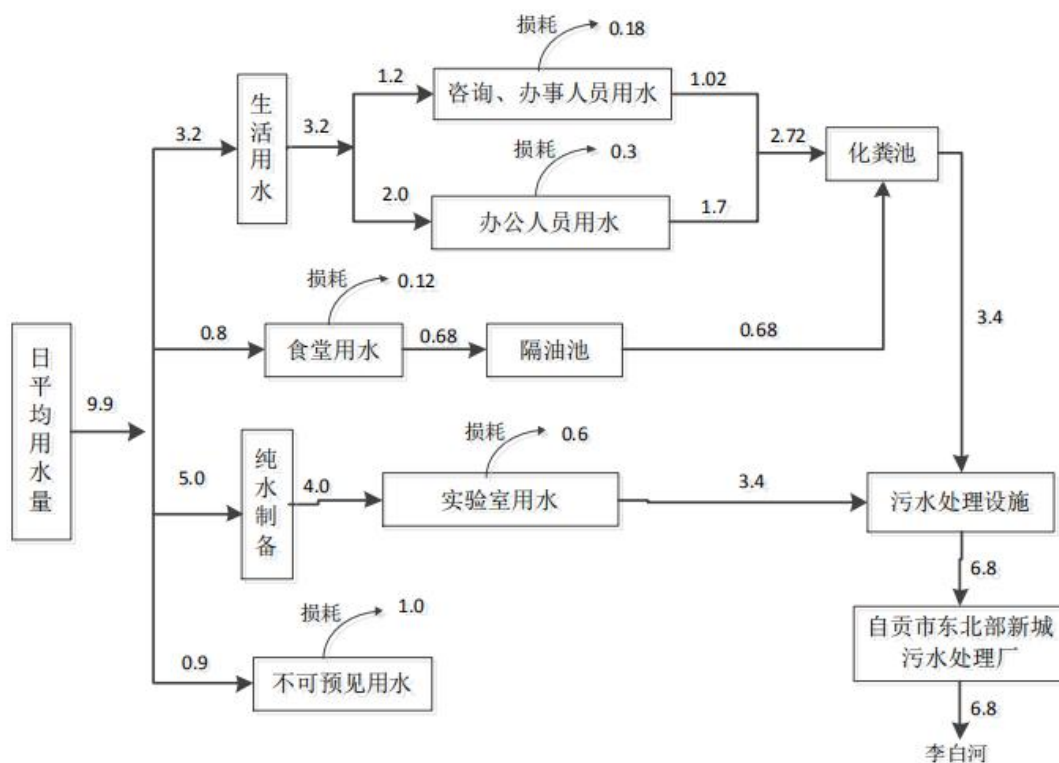 损耗
0.18
1.2
咨询、办事人员用水
1.02
3.2
生活用水
3.2
损耗
0.3
2.72
化粪池
2.0
办公人员用水
1.7
损耗
0.12
0.8
食堂用水
0.68
隔油池
0.68
3.4
日平均用水量
9.9
损耗
0.6
5.0
纯水制备
4.0
实验室用水
3.4
污水处理设施
6.8
损耗
1.0
0.9
不可预见用水
自贡市东北部新城
污水处理厂
6.8
李白河